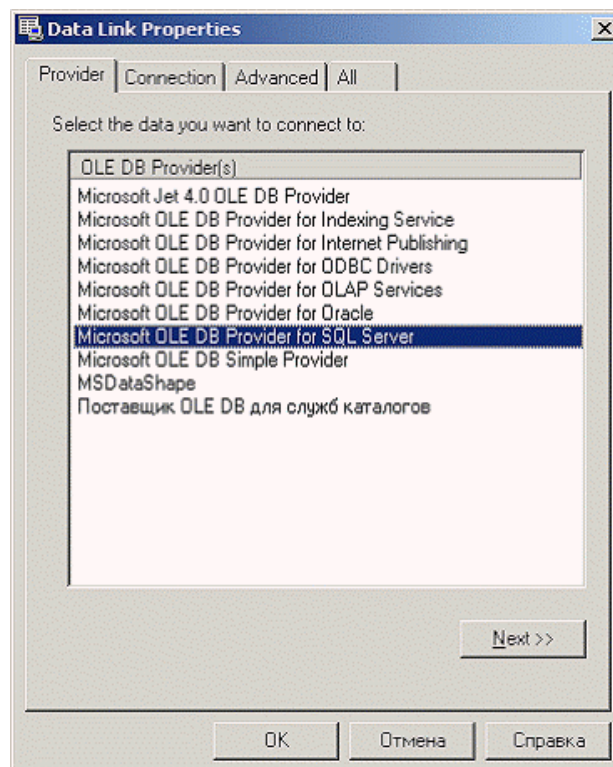 Data Link Properties
Provider Connection Advanced All
Select the data you want to connect to:
OLE DB Provider(s)
Microsoft Jet 4.0 OLE DB Provider
Microsoft OLE DB Provider for Indexing Service
Microsoft OLE DB Provider for Internet Publishing
Microsoft OLE DB Provider for ODBC Drivers
Microsoft OLE DB Provider for OLAP Services
Microsoft OLE DB Provider for Oracle
Microsoft OLE DB Provider for SQL Server
Microsoft OLE DB Simple Provider
MSDataShape
Поставщик OLE DB для служб каталогов
Next >>
OK Отмена Справка